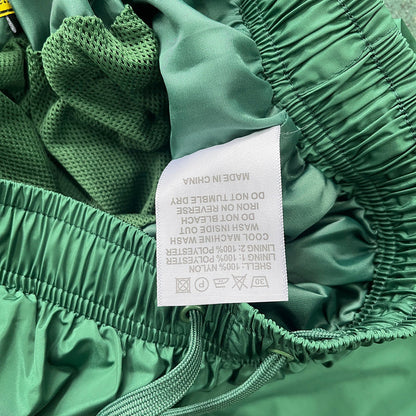 SHELL: 100% NYLON
LINING 1: 100% POLYESTER
LINING 2: 100% POLYESTER
COOL MACHINE WASH
WASH INSIDE OUT
DO NOT BLEACH
IRON ON REVERSE
DO NOT TUMBLE DRY
MADE IN CHINA
30
P